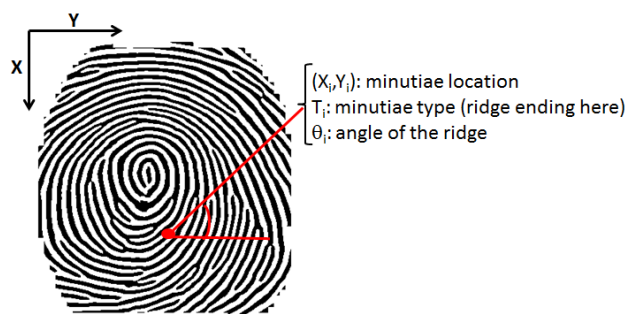 Y
X
(Xi,Yi): minutiae location
Ti: minutiae type (ridge ending here)
θi: angle of the ridge